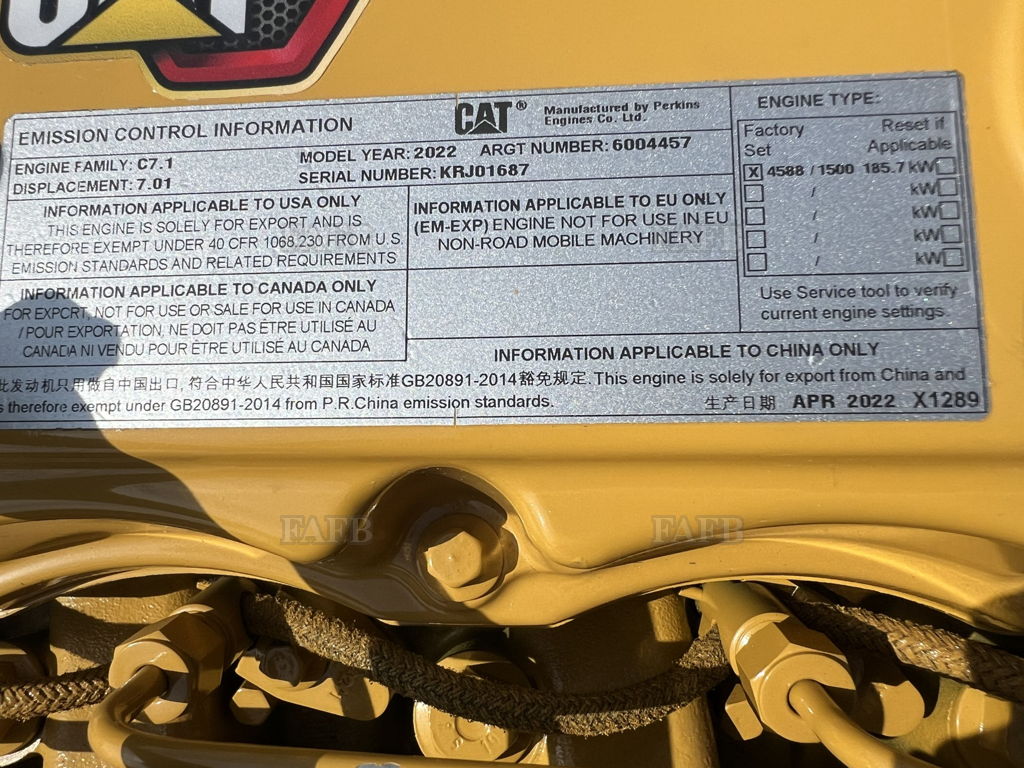 CAT
EMISSION CONTROL INFORMATION
CAT® Manufactured by Perkins
Engines Co. Ltd.
ENGINE FAMILY: C7.1
DISPLACEMENT: 7.01
MODEL YEAR: 2022 ARGT NUMBER: 6004457
SERIAL NUMBER: KRJ01687
ENGINE TYPE:
Factory Set
Reset if Applicable
X 4588 / 1500 185.7 kW
/ kW
/ kW
/ kW
/ kW
Use Service tool to verify
current engine settings
INFORMATION APPLICABLE TO USA ONLY
THIS ENGINE IS SOLELY FOR EXPORT AND IS
THEREFORE EXEMPT UNDER 40 CFR 1068.230 FROM U.S.
EMISSION STANDARDS AND RELATED REQUIREMENTS
INFORMATION APPLICABLE TO EU ONLY
(EM-EXP) ENGINE NOT FOR USE IN EU
NON-ROAD MOBILE MACHINERY
INFORMATION APPLICABLE TO CANADA ONLY
FOR EXPORT, NOT FOR USE OR SALE FOR USE IN CANADA
/ POUR EXPORTATION, NE DOIT PAS ÊTRE UTILISÉ AU
CANADA NI VENDU POUR ÊTRE UTILISÉ AU CANADA
INFORMATION APPLICABLE TO CHINA ONLY
此发动机只用做自中国出口, 符合中华人民共和国国家标准GB20891-2014豁免规定. This engine is solely for export from China and
s therefore exempt under GB20891-2014 from P.R.China emission standards.
生产日期 APR 2022 X1289
FAFB FAFB